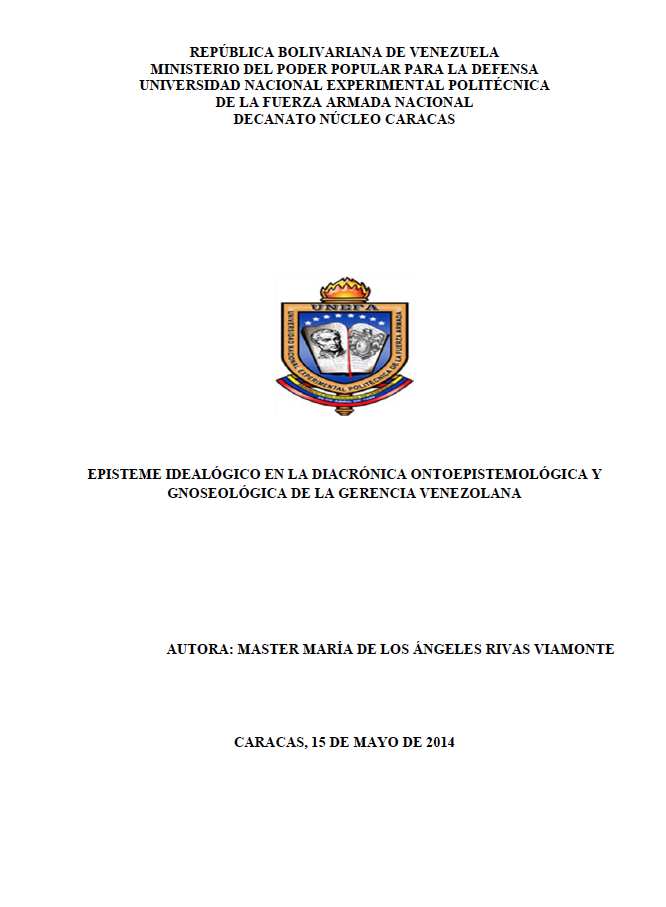 REPÚBLICA BOLIVARIANA DE VENEZUELA
MINISTERIO DEL PODER POPULAR PARA LA DEFENSA
UNIVERSIDAD NACIONAL EXPERIMENTAL POLITÉCNICA
DE LA FUERZA ARMADA NACIONAL
DECANATO NÚCLEO CARACAS
UNEFA
UNIVERSIDAD NACIONAL EXPERIMENTAL POLITÉCNICA DE LA FUERZA ARMADA
EPISTEME IDEALÓGICO EN LA DIACRÓNICA ONTOEPISTEMOLÓGICA Y
GNOSEOLÓGICA DE LA GERENCIA VENEZOLANA
AUTORA: MASTER MARÍA DE LOS ÁNGELES RIVAS VIAMONTE
CARACAS, 15 DE MAYO DE 2014